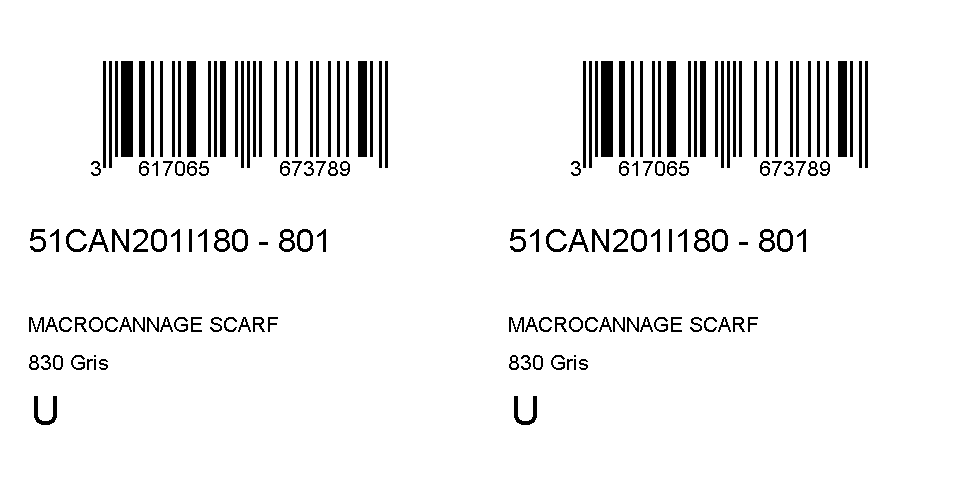 3 617065 673789
51CAN201I180 - 801
MACROCANNAGE SCARF
830 Gris
U
3 617065 673789
51CAN201I180 - 801
MACROCANNAGE SCARF
830 Gris
U